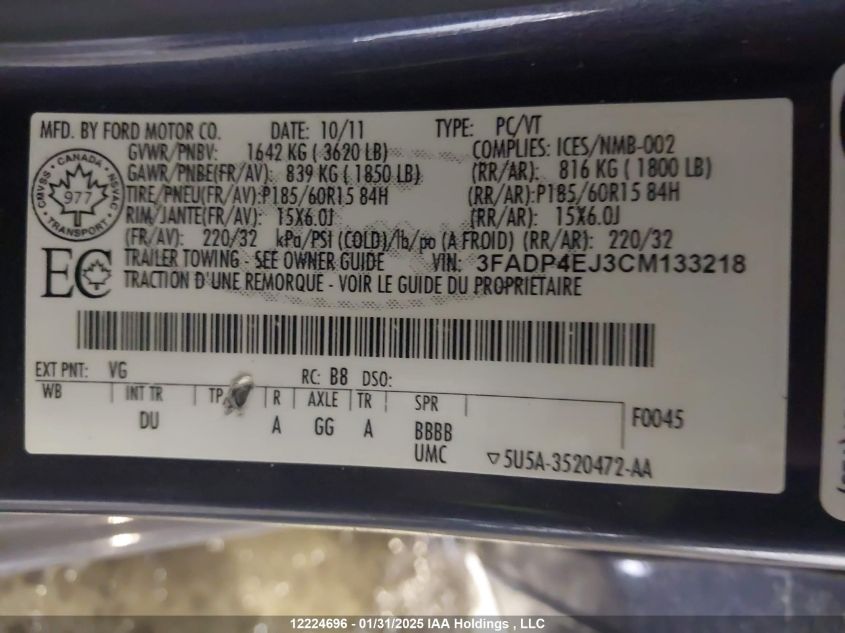 MFD. BY FORD MOTOR CO. DATE: 10/11 TYPE: PC/VT
GVWR/PNBV: 1642 KG ( 3620 LB) COMPLIES: ICES/NMB-002
GAWR/PNBE(FR/AV): 839 KG ( 1850 LB) (RR/AR): 816 KG ( 1800 LB)
TIRE/PNEU(FR/AV):P185/60R15 84H (RR/AR):P185/60R15 84H
RIM/JANTE(FR/AV): 15X6.0J (RR/AR): 15X6.0J
(FR/AV): 220/32 kPa/PSI (COLD)/lb/po (A FROID) (RR/AR): 220/32
TRAILER TOWING - SEE OWNER GUIDE VIN: 3FADP4EJ3CM133218
TRACTION D'UNE REMORQUE - VOIR LE GUIDE DU PROPRIÉTAIRE
CANADA
CMVSS 977 NSVAC
TRANSPORT
EC
EXT PNT: VG RC: B8 DSO:
WB INT TR TP R AXLE TR SPR F0045
DU A GG A BBBB
UMC ▽5U5A-3520472-AA
12224696 - 01/31/2025 IAA Holdings , LLC